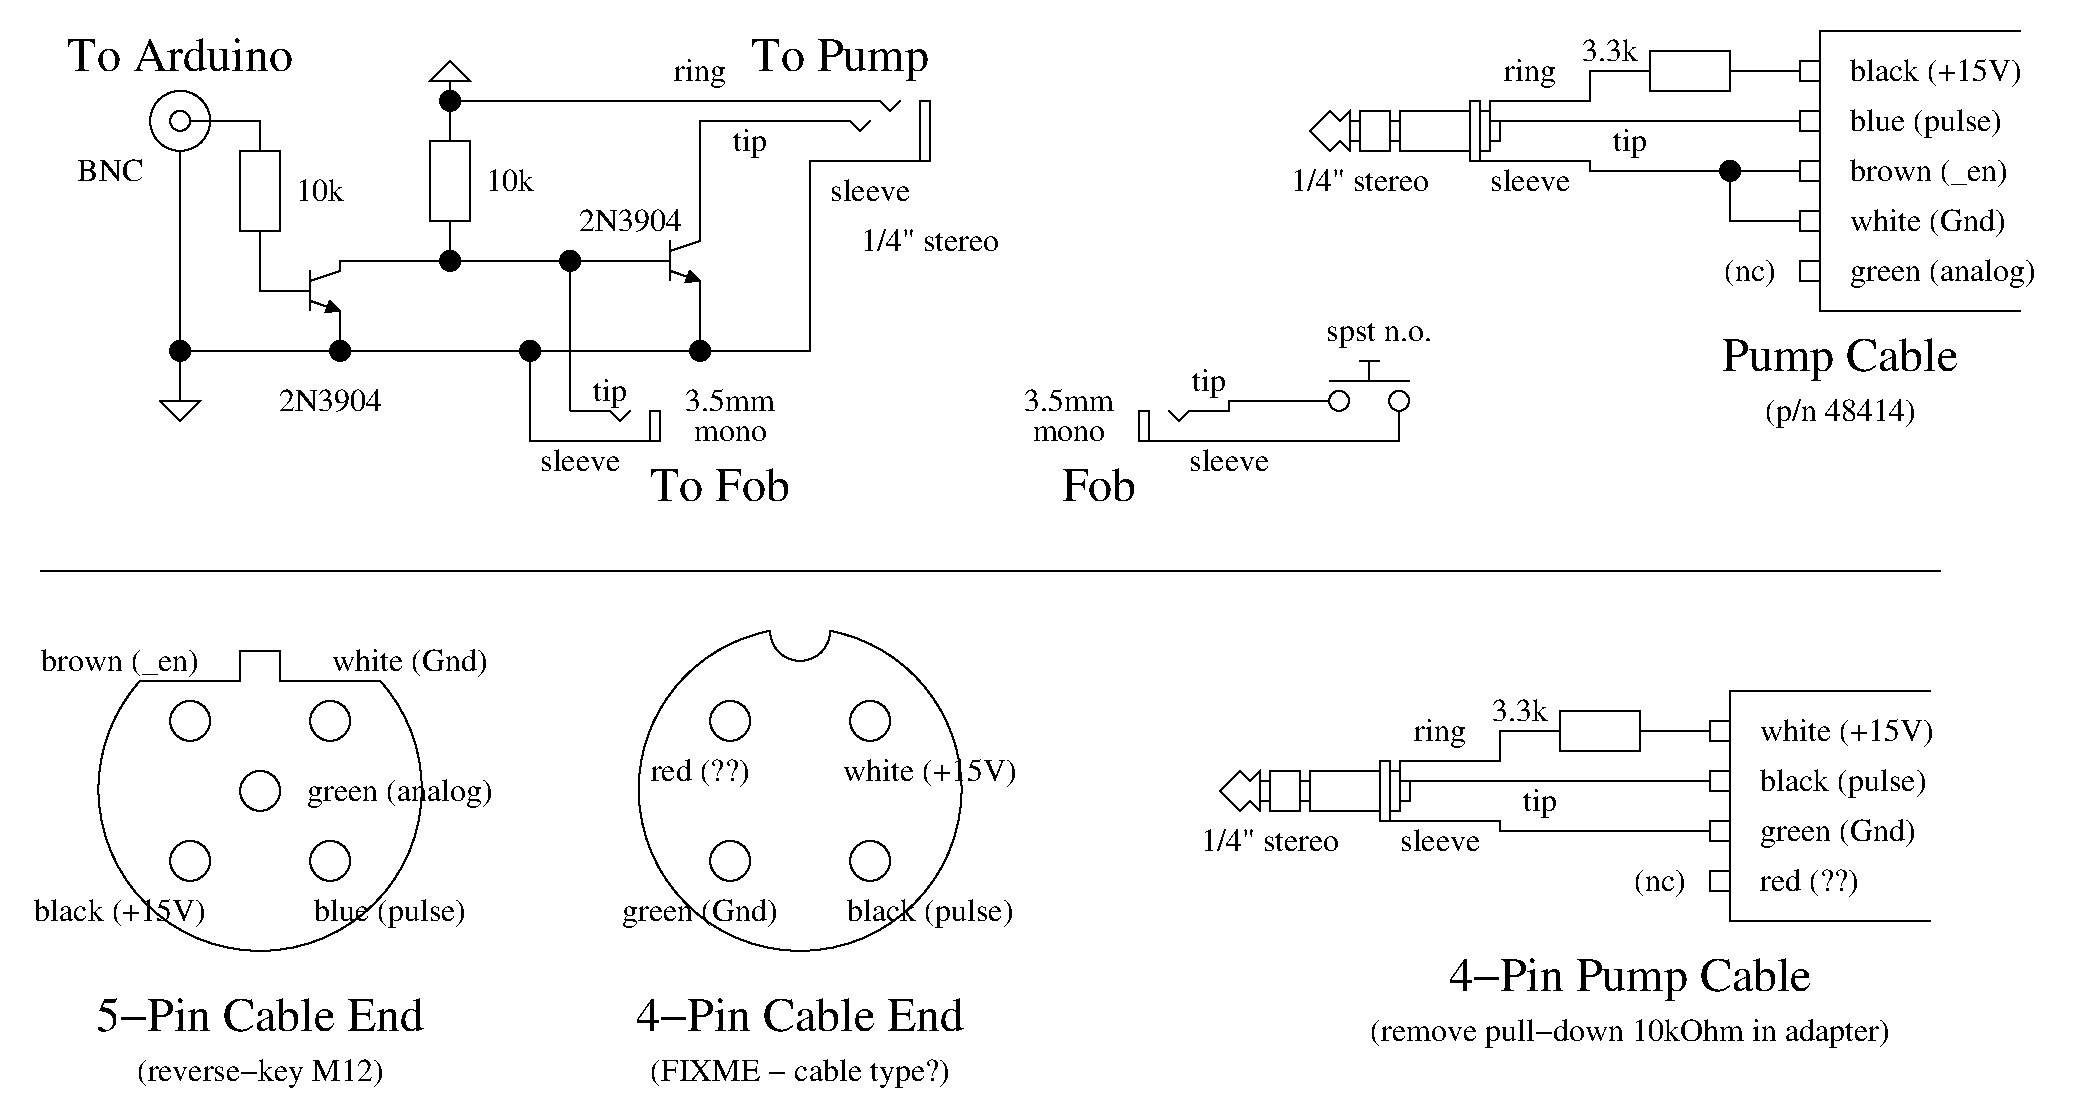 To Arduino
BNC
10k
10k
2N3904
2N3904
ring
To Pump
tip
sleeve
1/4" stereo
tip
sleeve
3.5mm
mono
To Fob
3.5mm
mono
tip
sleeve
spst n.o.
Fob
ring
3.3k
tip
1/4" stereo
sleeve
(nc)
black (+15V)
blue (pulse)
brown (_en)
white (Gnd)
green (analog)
Pump Cable
(p/n 48414)
brown (_en)
white (Gnd)
green (analog)
black (+15V)
blue (pulse)
5−Pin Cable End
(reverse−key M12)
red (??)
white (+15V)
green (Gnd)
black (pulse)
4−Pin Cable End
(FIXME − cable type?)
ring
3.3k
tip
1/4" stereo
sleeve
(nc)
white (+15V)
black (pulse)
green (Gnd)
red (??)
4−Pin Pump Cable
(remove pull−down 10kOhm in adapter)